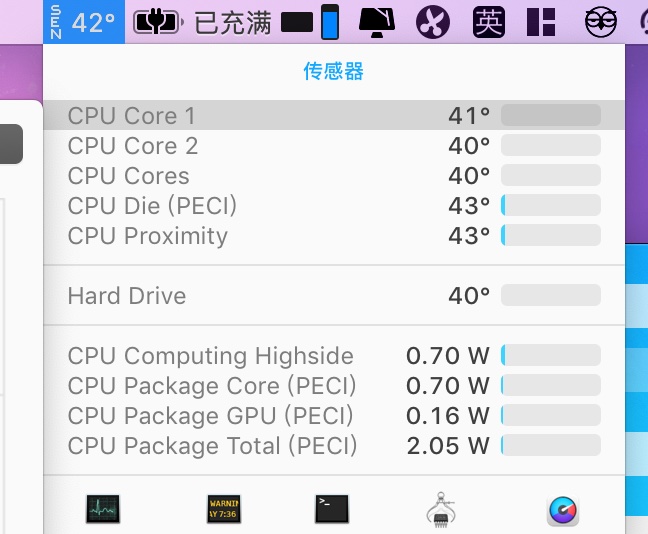 SEN 42° 已充满 英
传感器
CPU Core 1 41°
CPU Core 2 40°
CPU Cores 40°
CPU Die (PECI) 43°
CPU Proximity 43°
Hard Drive 40°
CPU Computing Highside 0.70 W
CPU Package Core (PECI) 0.70 W
CPU Package GPU (PECI) 0.16 W
CPU Package Total (PECI) 2.05 W
WARNIN
AY 7:36
>_